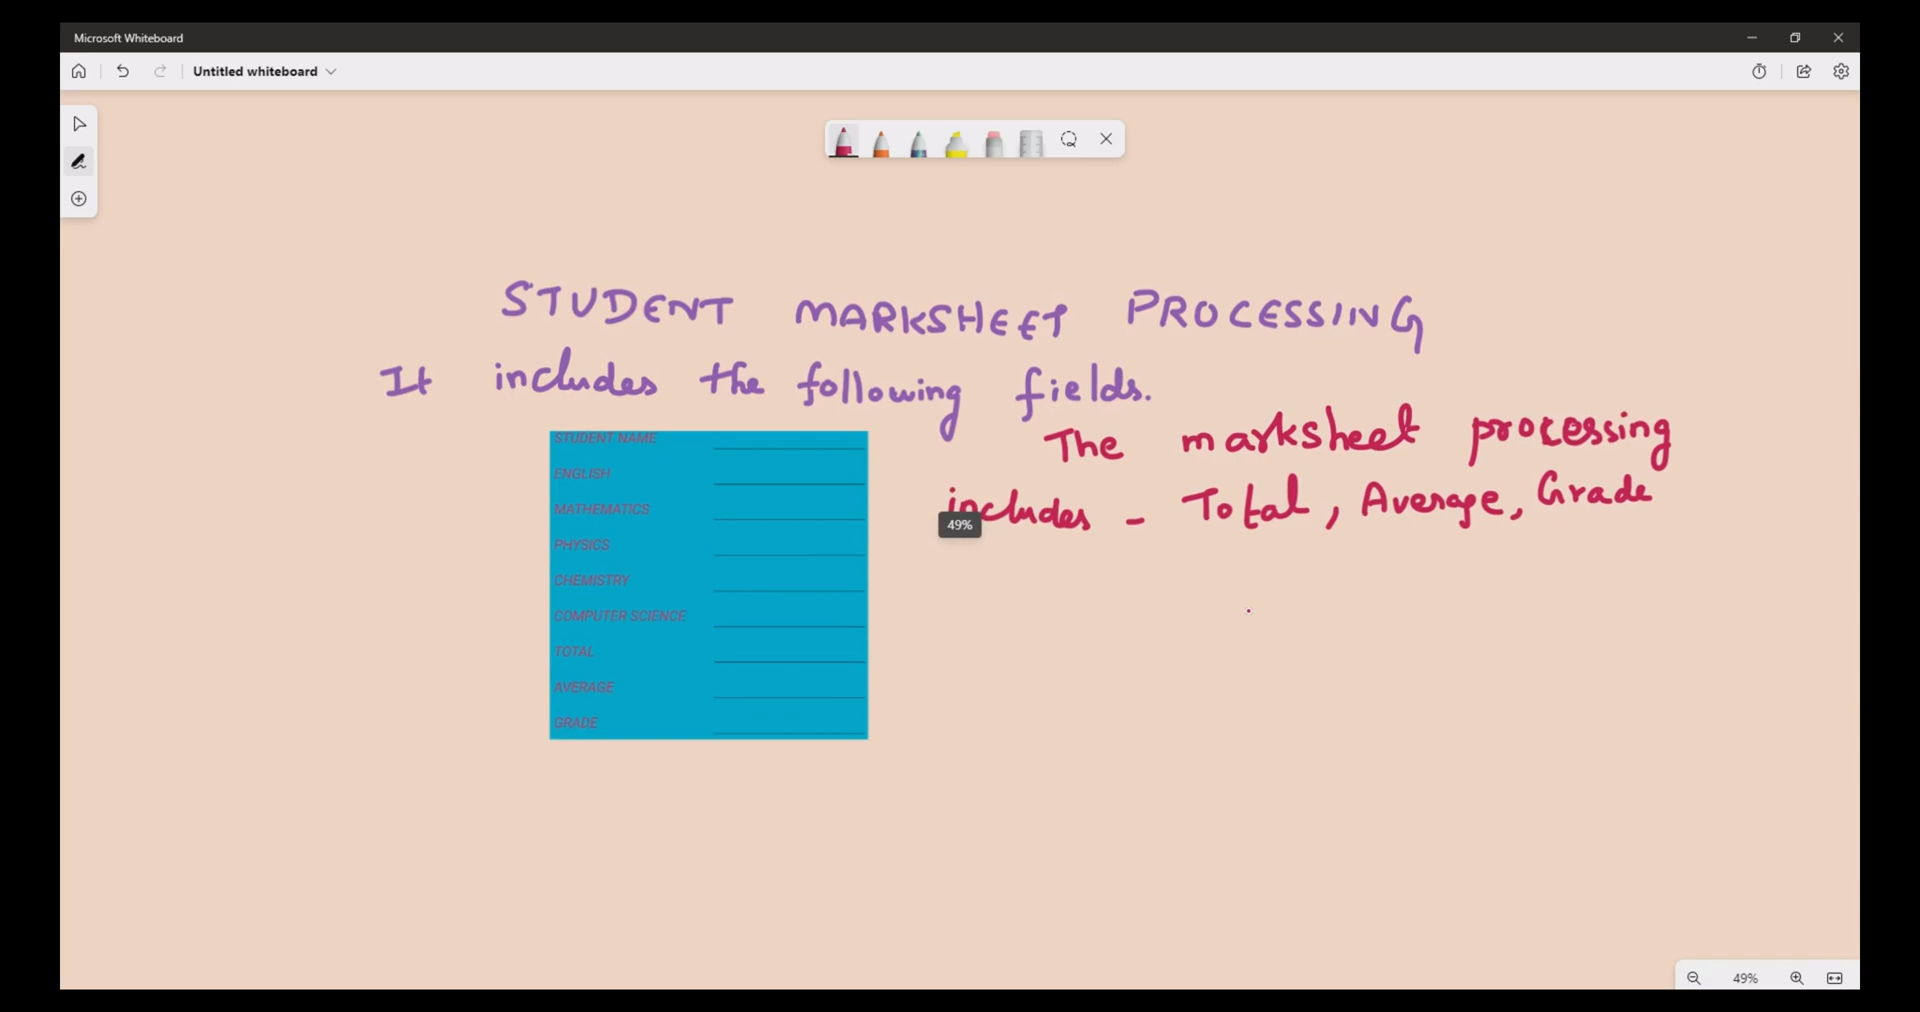 Microsoft Whiteboard
Untitled whiteboard
STUDENT MARKSHEET PROCESSING
It includes the following fields.
STUDENT NAME
ENGLISH
MATHEMATICS
PHYSICS
CHEMISTRY
COMPUTER SCIENCE
TOTAL
AVERAGE
GRADE
The marksheet processing
includes - Total, Average, Grade
49%
49%